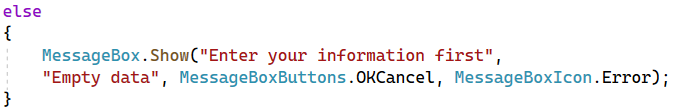 else
{
    MessageBox.Show("Enter your information first",
    "Empty data", MessageBoxButtons.OKCancel, MessageBoxIcon.Error);
}